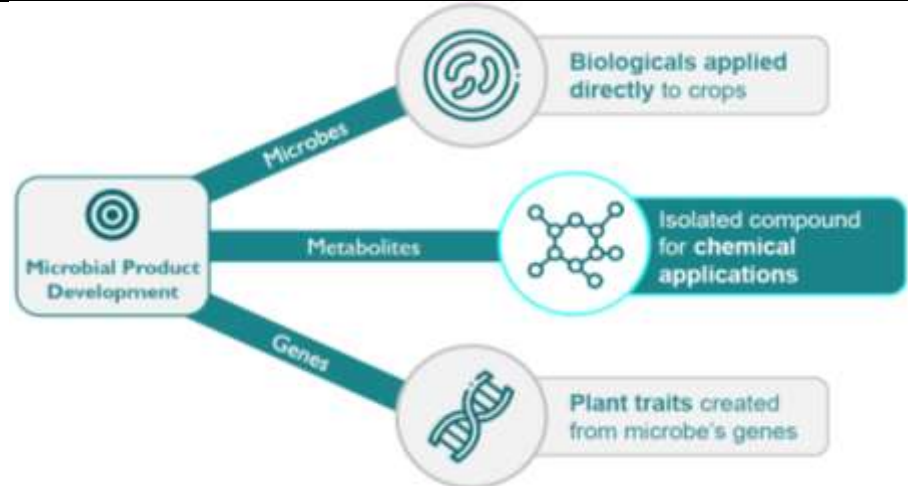 Microbial Product
Development
Microbes
Biologicals applied
directly to crops
Metabolites
Isolated compound
for chemical
applications
Genes
Plant traits created
from microbe's genes